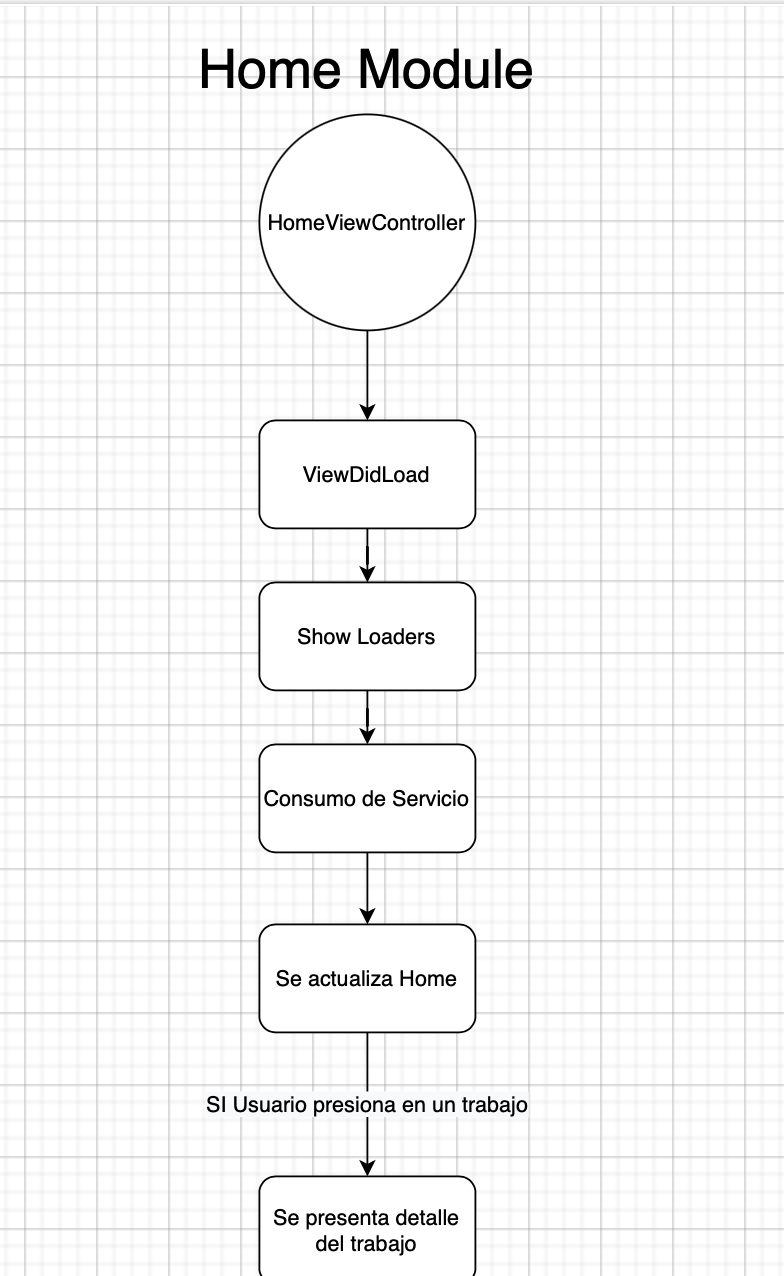 Home Module
HomeViewController
ViewDidLoad
Show Loaders
Consumo de Servicio
Se actualiza Home
SI Usuario presiona en un trabajo
Se presenta detalle
del trabajo